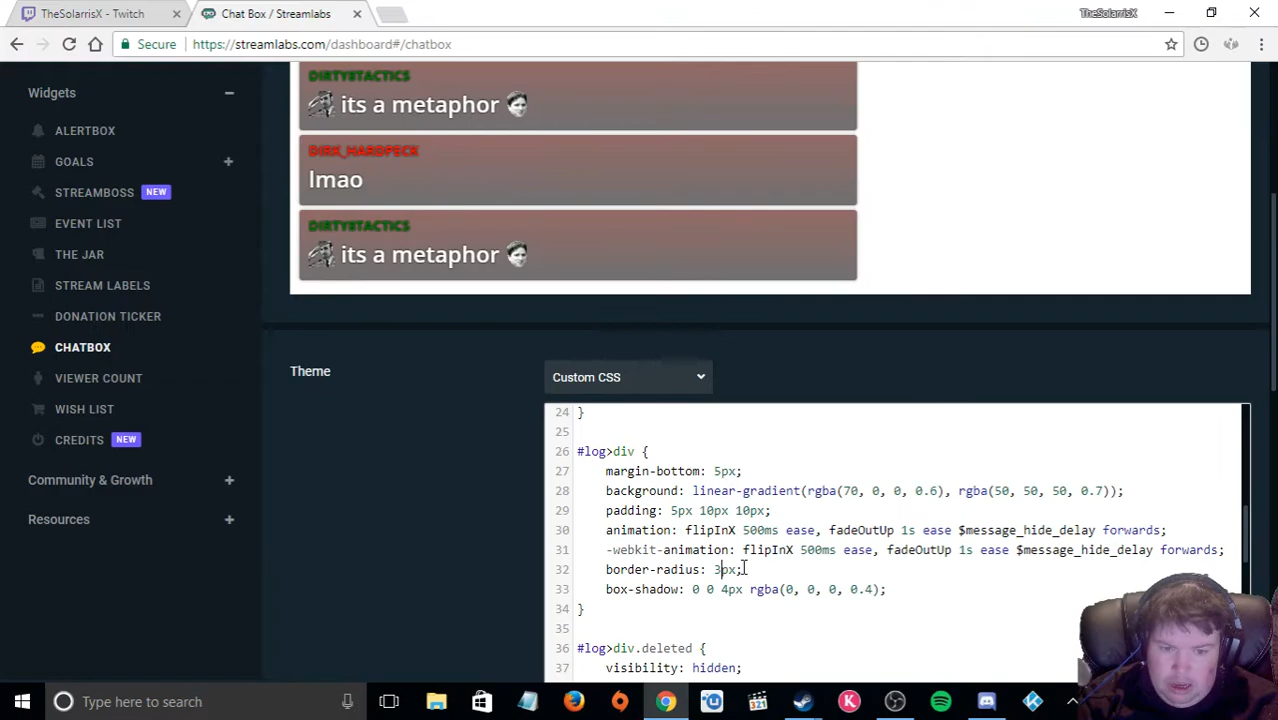 TheSolarrisX - Twitch
Chat Box / Streamlabs
TheSolarrisX
Secure
https://streamlabs.com/dashboard#/chatbox
Widgets
ALERTBOX
GOALS
STREAMBOSS NEW
EVENT LIST
THE JAR
STREAM LABELS
DONATION TICKER
CHATBOX
VIEWER COUNT
WISH LIST
CREDITS NEW
Community & Growth
Resources
DIRTY8TACTICS
its a metaphor
DIRK_HARDPECK
lmao
DIRTY8TACTICS
its a metaphor
Theme
Custom CSS
24 }
25
26 #log>div {
27 margin-bottom: 5px;
28 background: linear-gradient(rgba(70, 0, 0, 0.6), rgba(50, 50, 50, 0.7));
29 padding: 5px 10px 10px;
30 animation: flipInX 500ms ease, fadeOutUp 1s ease $message_hide_delay forwards;
31 -webkit-animation: flipInX 500ms ease, fadeOutUp 1s ease $message_hide_delay forwards;
32 border-radius: 3px;
33 box-shadow: 0 0 4px rgba(0, 0, 0, 0.4);
34 }
35
36 #log>div.deleted {
37 visibility: hidden;
Type here to search
321
K